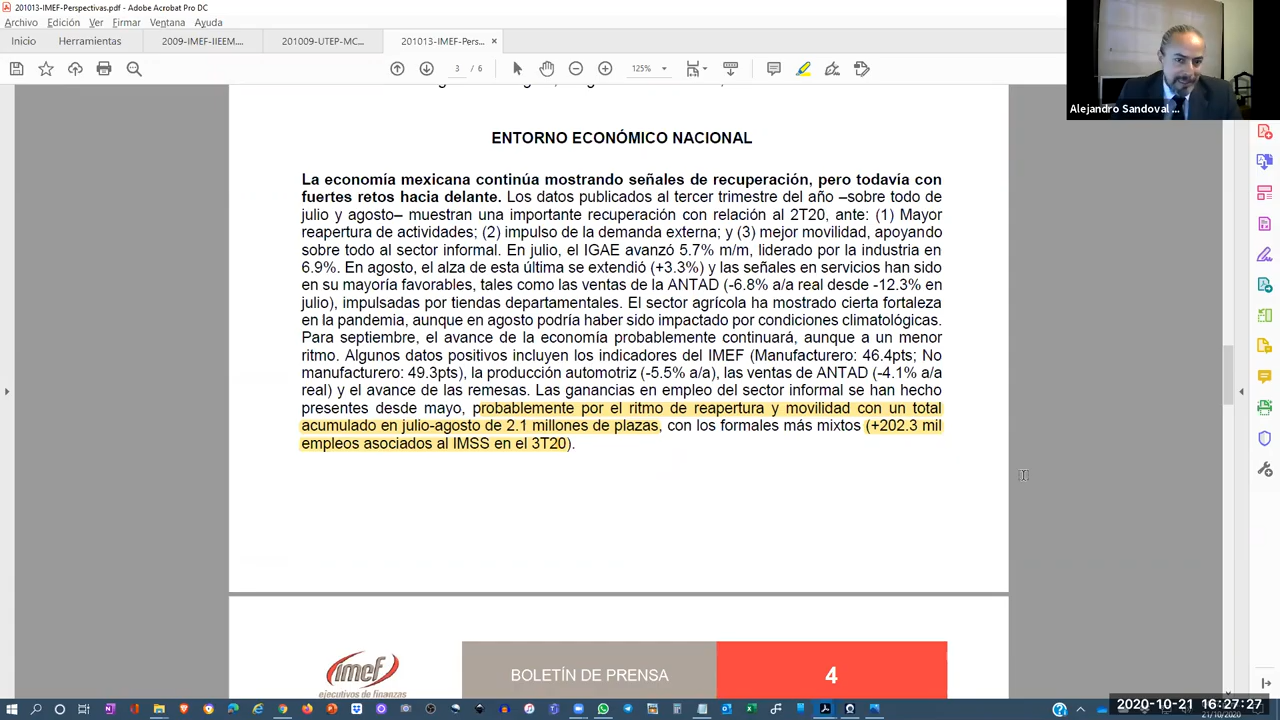 201013-IMEF-Perspectivas.pdf - Adobe Acrobat Pro DC
Archivo Edición Ver Firmar Ventana Ayuda
Inicio Herramientas 2009-IMEF-IIEEM.... 201009-UTEP-MC... 201013-IMEF-Pers... ×
3 / 6 125%
Alejandro Sandoval ...
ENTORNO ECONÓMICO NACIONAL
La economía mexicana continúa mostrando señales de recuperación, pero todavía con
fuertes retos hacia delante. Los datos publicados al tercer trimestre del año –sobre todo de
julio y agosto– muestran una importante recuperación con relación al 2T20, ante: (1) Mayor
reapertura de actividades; (2) impulso de la demanda externa; y (3) mejor movilidad, apoyando
sobre todo al sector informal. En julio, el IGAE avanzó 5.7% m/m, liderado por la industria en
6.9%. En agosto, el alza de esta última se extendió (+3.3%) y las señales en servicios han sido
en su mayoría favorables, tales como las ventas de la ANTAD (-6.8% a/a real desde -12.3% en
julio), impulsadas por tiendas departamentales. El sector agrícola ha mostrado cierta fortaleza
en la pandemia, aunque en agosto podría haber sido impactado por condiciones climatológicas.
Para septiembre, el avance de la economía probablemente continuará, aunque a un menor
ritmo. Algunos datos positivos incluyen los indicadores del IMEF (Manufacturero: 46.4pts; No
manufacturero: 49.3pts), la producción automotriz (-5.5% a/a), las ventas de ANTAD (-4.1% a/a
real) y el avance de las remesas. Las ganancias en empleo del sector informal se han hecho
presentes desde mayo, probablemente por el ritmo de reapertura y movilidad con un total
acumulado en julio-agosto de 2.1 millones de plazas, con los formales más mixtos (+202.3 mil
empleos asociados al IMSS en el 3T20).
imef
ejecutivos de finanzas
BOLETÍN DE PRENSA 4
2020-10-21 16:27:27
21/10/2020